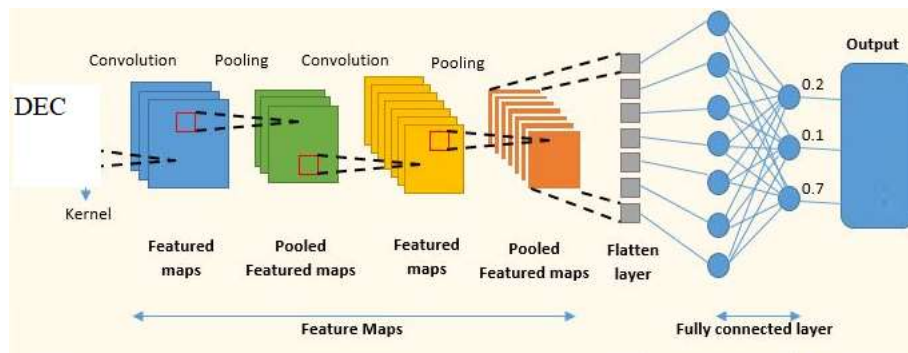 Convolution
Pooling
Convolution
Pooling
Output
DEC
0.2
0.1
0.7
Kernel
Featured
maps
Pooled
Featured maps
Featured
maps
Pooled
Featured maps
Flatten
layer
Feature Maps
Fully connected layer